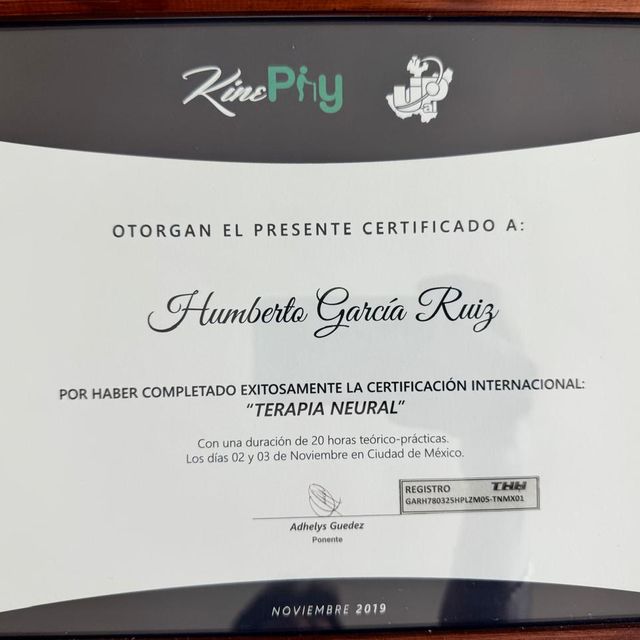 KinePhy
OTORGAN EL PRESENTE CERTIFICADO A:
Humberto García Ruiz
POR HABER COMPLETADO EXITOSAMENTE LA CERTIFICACIÓN INTERNACIONAL:
"TERAPIA NEURAL"
Con una duración de 20 horas teórico-prácticas.
Los días 02 y 03 de Noviembre en Ciudad de México.
REGISTRO
GARH780325HPLZM05-TNMX01
Adhelys Guedez
Ponente
NOVIEMBRE 2019